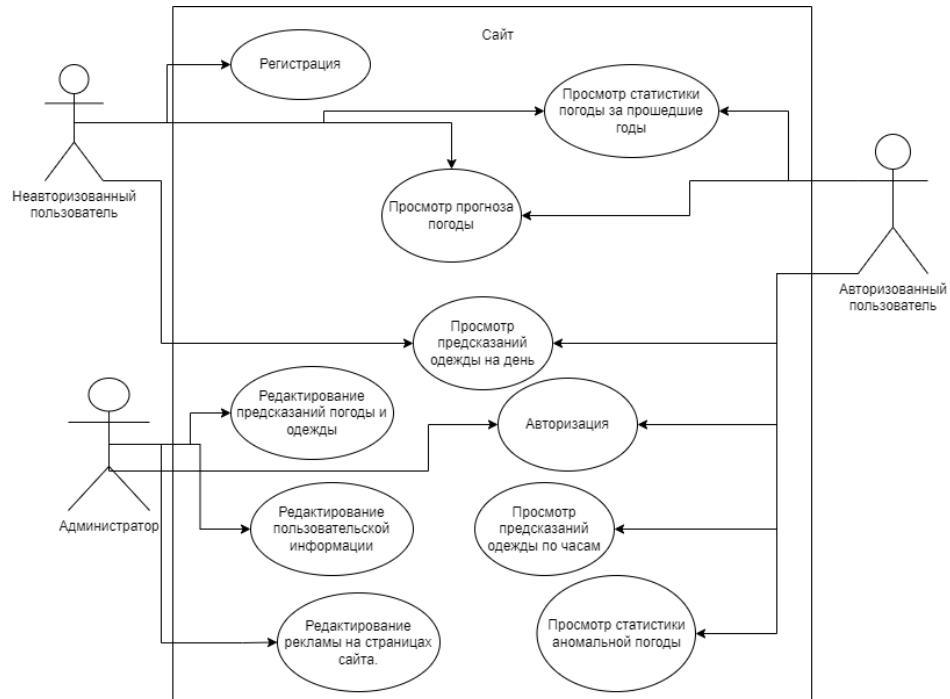 Сайт
Регистрация
Просмотр статистики
погоды за прошедшие
годы
Неавторизованный
пользователь
Просмотр прогноза
погоды
Авторизованный
пользователь
Просмотр
предсказаний
одежды на день
Редактирование
предсказаний погоды и
одежды
Авторизация
Администратор
Редактирование
пользовательской
информации
Просмотр
предсказаний
одежды по часам
Редактирование
рекламы на страницах
сайта.
Просмотр статистики
аномальной погоды